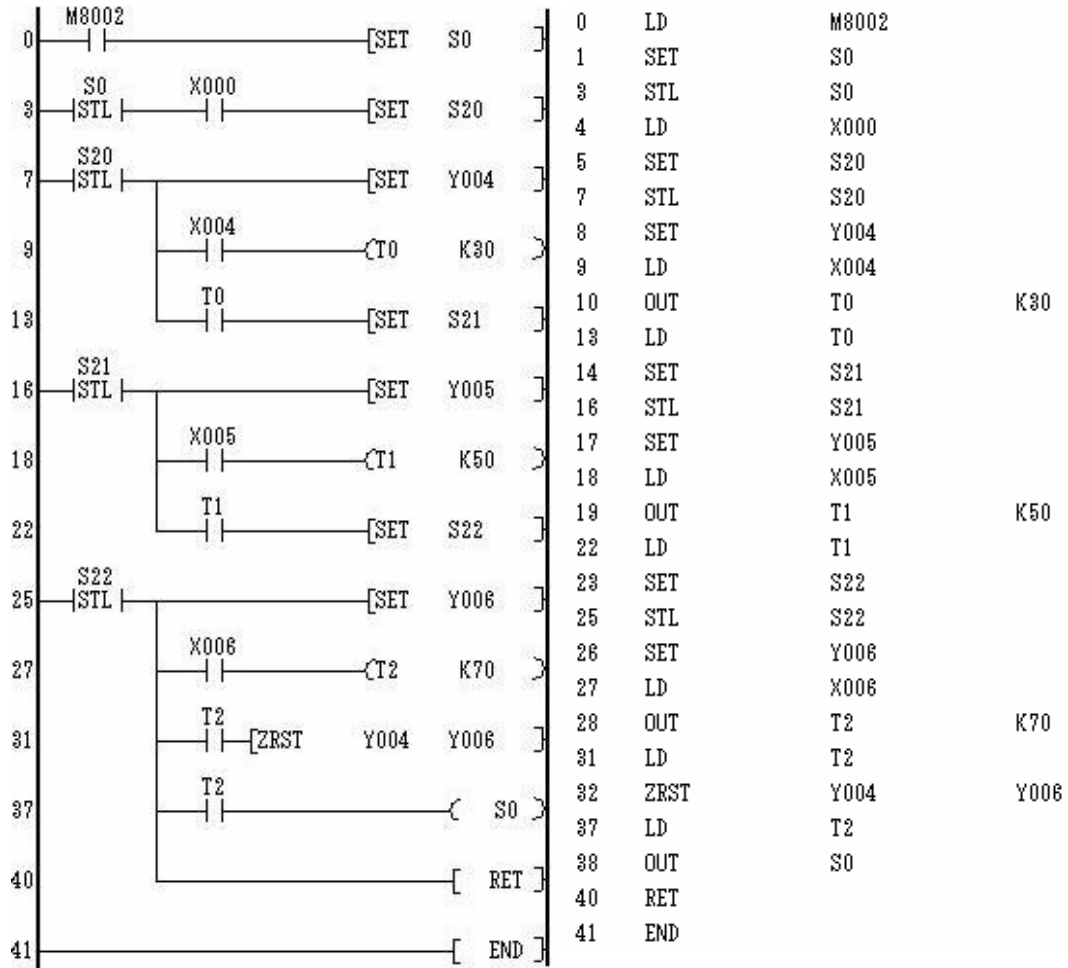 M8002
0 [SET S0 ]
S0 X000
3 STL [SET S20 ]
S20
7 STL [SET Y004 ]
X004
9 (T0 K30 )
T0
13 [SET S21 ]
S21
16 STL [SET Y005 ]
X005
18 (T1 K50 )
T1
22 [SET S22 ]
S22
25 STL [SET Y006 ]
X006
27 (T2 K70 )
T2
31 [ZRST Y004 Y006 ]
T2
37 ( S0 )
40 [ RET ]
41 [ END ]
0 LD M8002
1 SET S0
3 STL S0
4 LD X000
5 SET S20
7 STL S20
8 SET Y004
9 LD X004
10 OUT T0 K30
13 LD T0
14 SET S21
16 STL S21
17 SET Y005
18 LD X005
19 OUT T1 K50
22 LD T1
23 SET S22
25 STL S22
26 SET Y006
27 LD X006
28 OUT T2 K70
31 LD T2
32 ZRST Y004 Y006
37 LD T2
38 OUT S0
40 RET
41 END